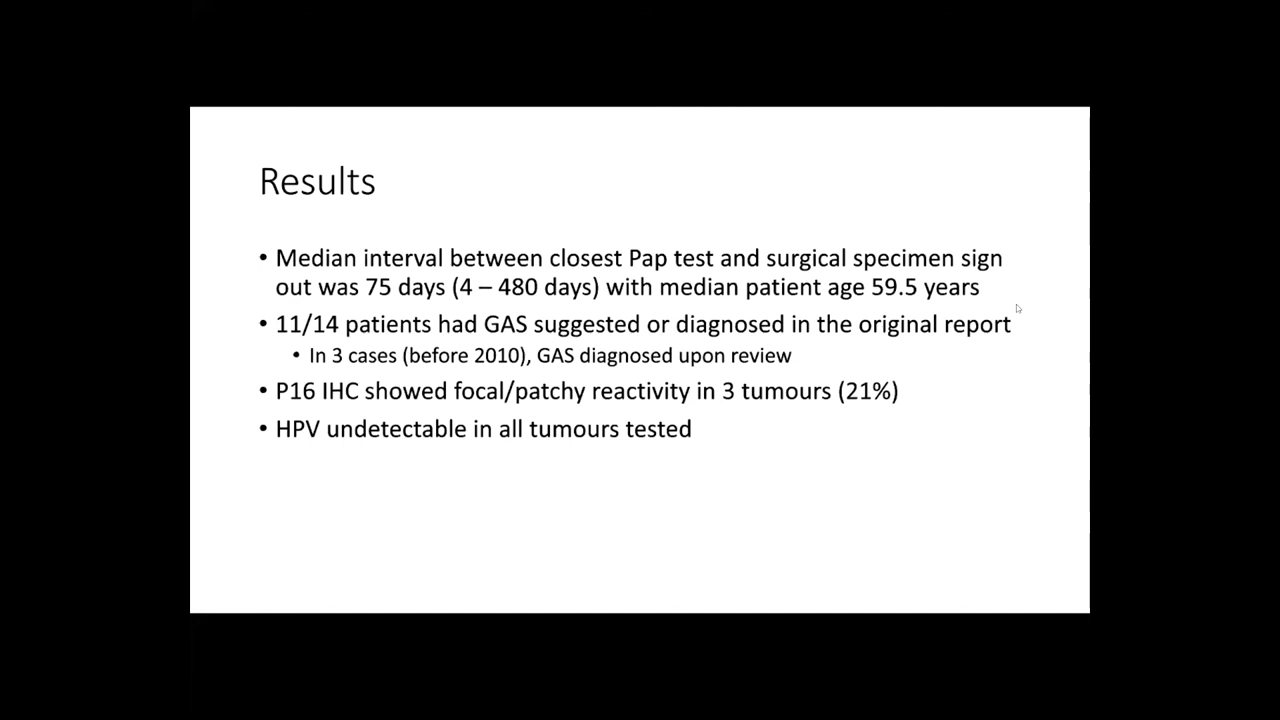 Results
• Median interval between closest Pap test and surgical specimen sign
out was 75 days (4 – 480 days) with median patient age 59.5 years
• 11/14 patients had GAS suggested or diagnosed in the original report
• In 3 cases (before 2010), GAS diagnosed upon review
• P16 IHC showed focal/patchy reactivity in 3 tumours (21%)
• HPV undetectable in all tumours tested